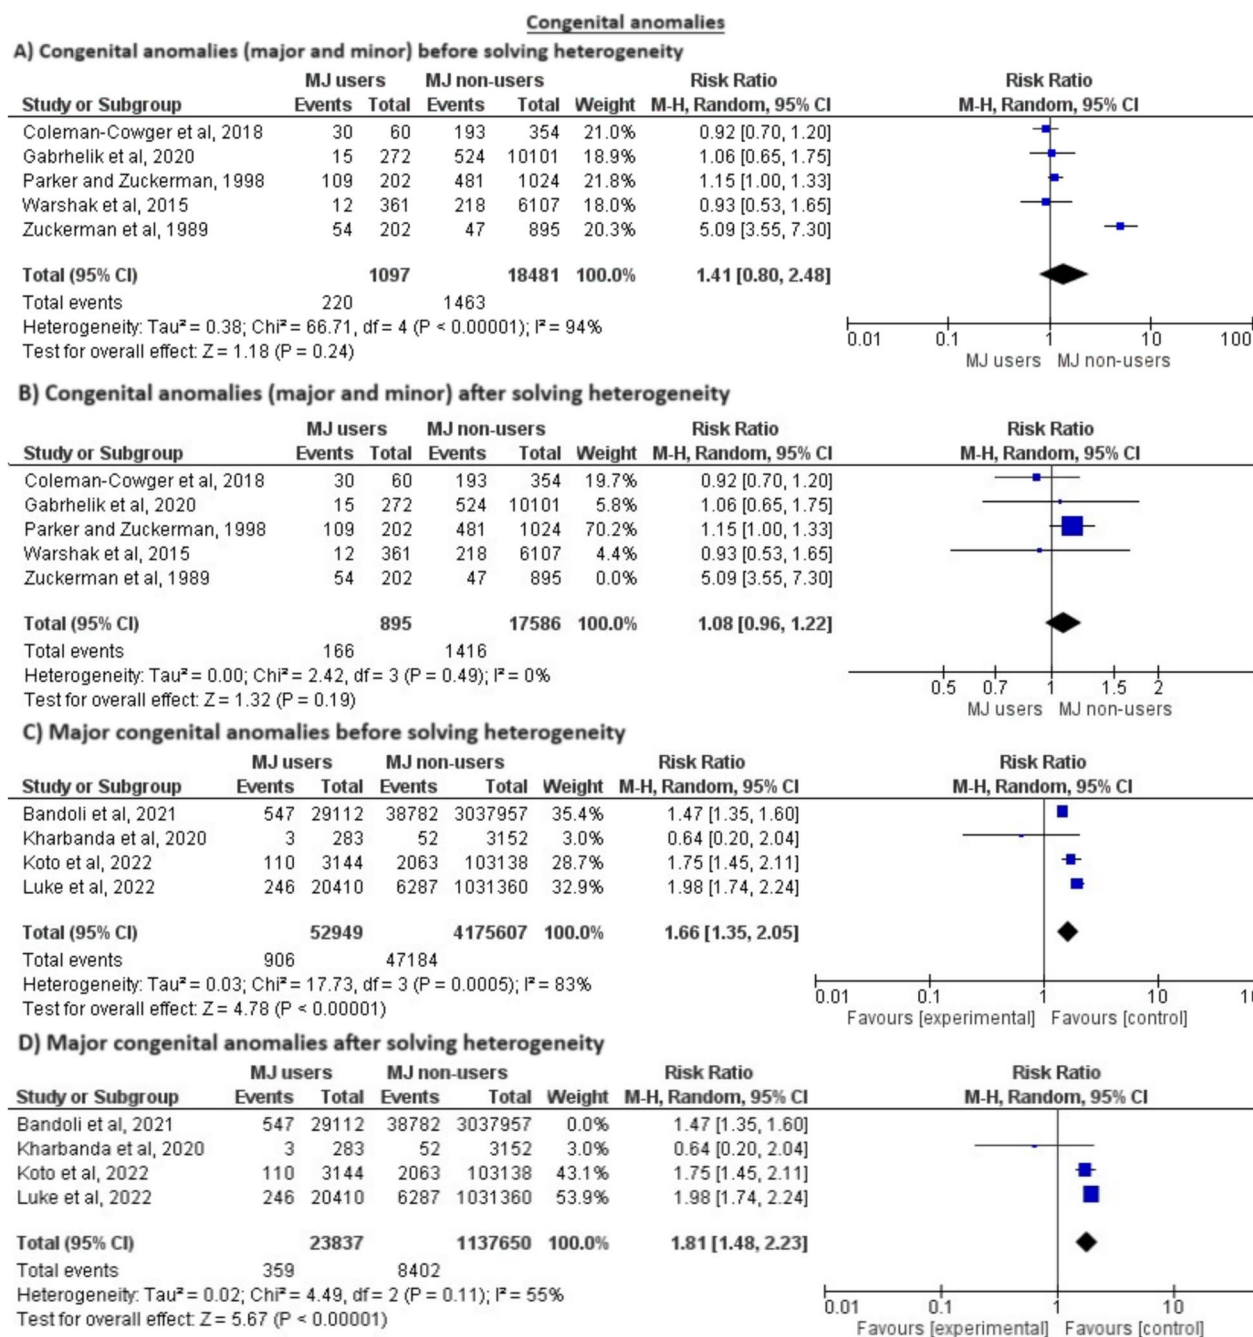 Congenital anomalies
A) Congenital anomalies (major and minor) before solving heterogeneity
MJ users MJ non-users Risk Ratio Risk Ratio
Study or Subgroup Events Total Events Total Weight M-H, Random, 95% CI M-H, Random, 95% CI
Coleman-Cowger et al, 2018 30 60 193 354 21.0% 0.92 [0.70, 1.20]
Gabrhelik et al, 2020 15 272 524 10101 18.9% 1.06 [0.65, 1.75]
Parker and Zuckerman, 1998 109 202 481 1024 21.8% 1.15 [1.00, 1.33]
Warshak et al, 2015 12 361 218 6107 18.0% 0.93 [0.53, 1.65]
Zuckerman et al, 1989 54 202 47 895 20.3% 5.09 [3.55, 7.30]
Total (95% CI) 1097 18481 100.0% 1.41 [0.80, 2.48]
Total events 220 1463
Heterogeneity: Tau² = 0.38; Chi² = 66.71, df = 4 (P < 0.00001); I² = 94%
Test for overall effect: Z = 1.18 (P = 0.24)
0.01 0.1 1 10 100
MJ users MJ non-users
B) Congenital anomalies (major and minor) after solving heterogeneity
MJ users MJ non-users Risk Ratio Risk Ratio
Study or Subgroup Events Total Events Total Weight M-H, Random, 95% CI M-H, Random, 95% CI
Coleman-Cowger et al, 2018 30 60 193 354 19.7% 0.92 [0.70, 1.20]
Gabrhelik et al, 2020 15 272 524 10101 5.8% 1.06 [0.65, 1.75]
Parker and Zuckerman, 1998 109 202 481 1024 70.2% 1.15 [1.00, 1.33]
Warshak et al, 2015 12 361 218 6107 4.4% 0.93 [0.53, 1.65]
Zuckerman et al, 1989 54 202 47 895 0.0% 5.09 [3.55, 7.30]
Total (95% CI) 895 17586 100.0% 1.08 [0.96, 1.22]
Total events 166 1416
Heterogeneity: Tau² = 0.00; Chi² = 2.42, df = 3 (P = 0.49); I² = 0%
Test for overall effect: Z = 1.32 (P = 0.19)
0.5 0.7 1 1.5 2
MJ users MJ non-users
C) Major congenital anomalies before solving heterogeneity
MJ users MJ non-users Risk Ratio Risk Ratio
Study or Subgroup Events Total Events Total Weight M-H, Random, 95% CI M-H, Random, 95% CI
Bandoli et al, 2021 547 29112 38782 3037957 35.4% 1.47 [1.35, 1.60]
Kharbanda et al, 2020 3 283 52 3152 3.0% 0.64 [0.20, 2.04]
Koto et al, 2022 110 3144 2063 103138 28.7% 1.75 [1.45, 2.11]
Luke et al, 2022 246 20410 6287 1031360 32.9% 1.98 [1.74, 2.24]
Total (95% CI) 52949 4175607 100.0% 1.66 [1.35, 2.05]
Total events 906 47184
Heterogeneity: Tau² = 0.03; Chi² = 17.73, df = 3 (P = 0.0005); I² = 83%
Test for overall effect: Z = 4.78 (P < 0.00001)
0.01 0.1 1 10
Favours [experimental] Favours [control]
D) Major congenital anomalies after solving heterogeneity
MJ users MJ non-users Risk Ratio Risk Ratio
Study or Subgroup Events Total Events Total Weight M-H, Random, 95% CI M-H, Random, 95% CI
Bandoli et al, 2021 547 29112 38782 3037957 0.0% 1.47 [1.35, 1.60]
Kharbanda et al, 2020 3 283 52 3152 3.0% 0.64 [0.20, 2.04]
Koto et al, 2022 110 3144 2063 103138 43.1% 1.75 [1.45, 2.11]
Luke et al, 2022 246 20410 6287 1031360 53.9% 1.98 [1.74, 2.24]
Total (95% CI) 23837 1137650 100.0% 1.81 [1.48, 2.23]
Total events 359 8402
Heterogeneity: Tau² = 0.02; Chi² = 4.49, df = 2 (P = 0.11); I² = 55%
Test for overall effect: Z = 5.67 (P < 0.00001)
0.01 0.1 1 10
Favours [experimental] Favours [control]